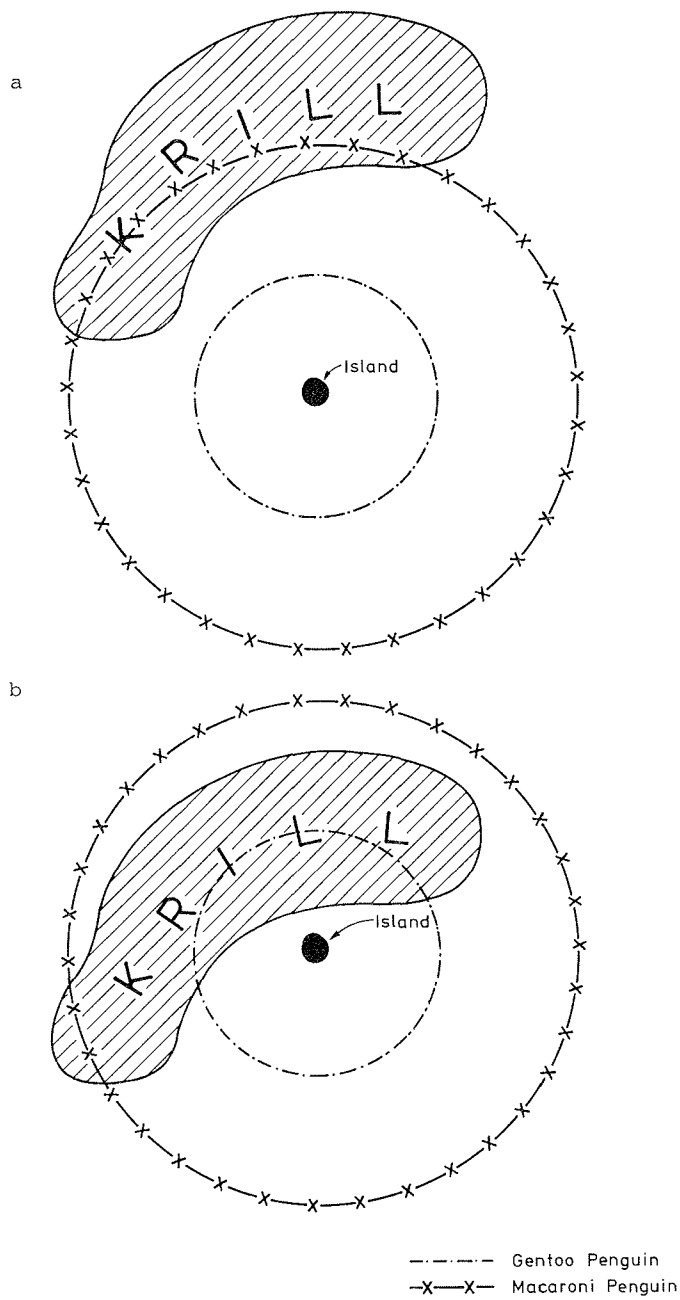 a
KRILL
Island
b
KRILL
Island
Gentoo Penguin
Macaroni Penguin